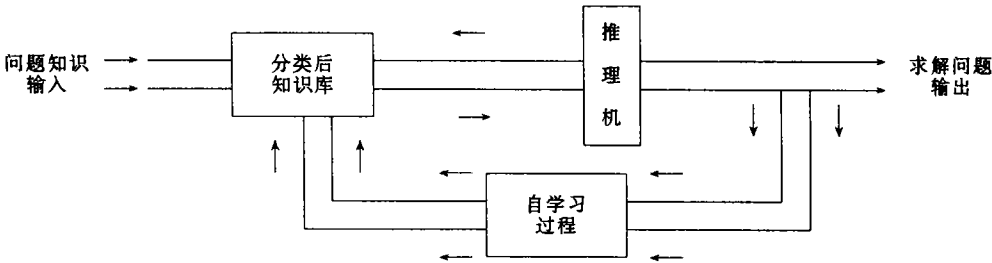 问题知识
输入
分类后
知识库
推
理
机
求解问题
输出
自学习
过程